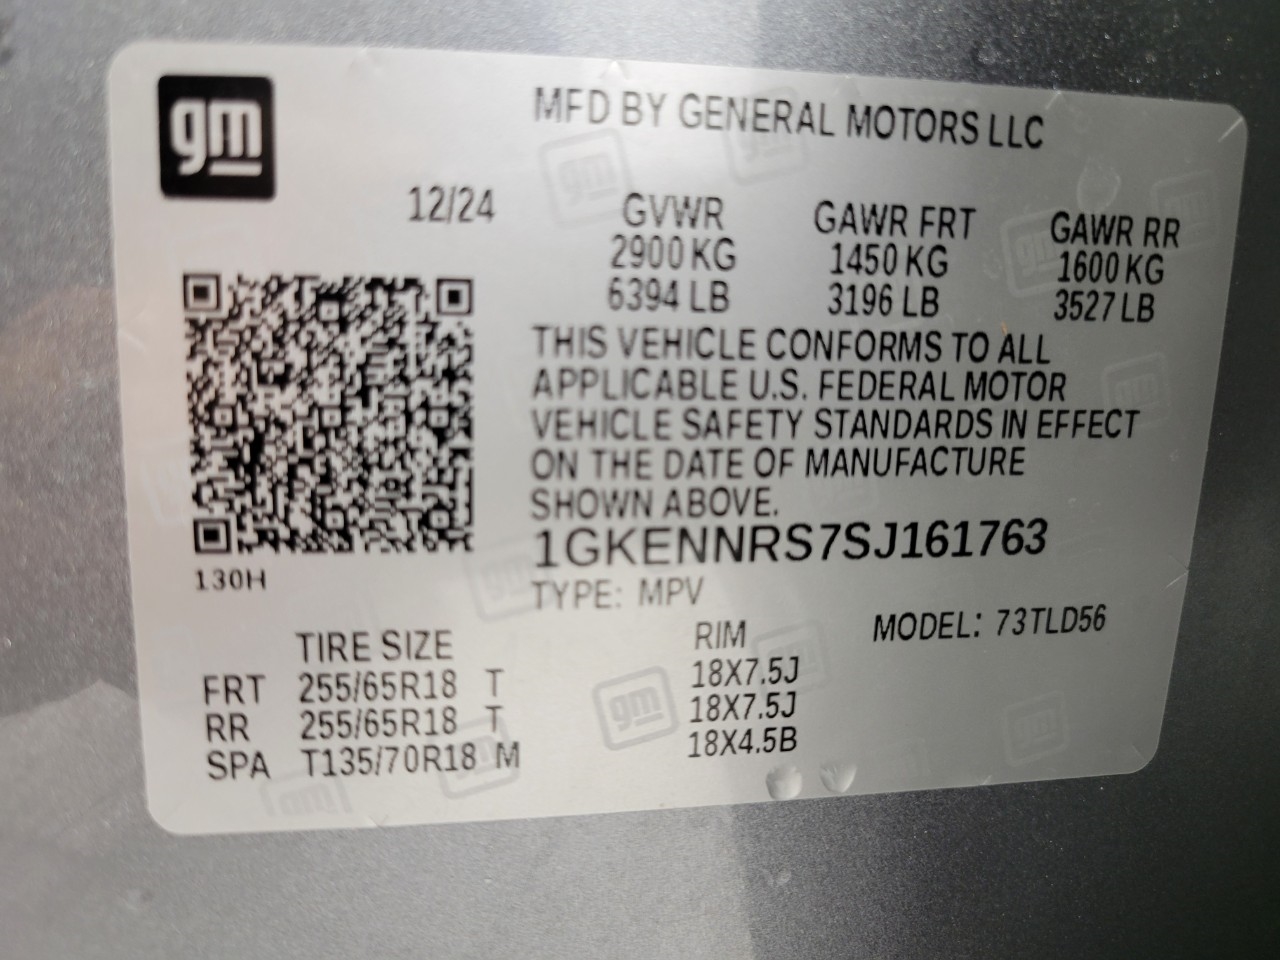 gm
MFD BY GENERAL MOTORS LLC
12/24
GVWR GAWR FRT GAWR RR
2900 KG 1450 KG 1600 KG
6394 LB 3196 LB 3527 LB
THIS VEHICLE CONFORMS TO ALL
APPLICABLE U.S. FEDERAL MOTOR
VEHICLE SAFETY STANDARDS IN EFFECT
ON THE DATE OF MANUFACTURE
SHOWN ABOVE.
1GKENNRS7SJ161763
130H
TYPE: MPV
MODEL: 73TLD56
TIRE SIZE RIM
FRT 255/65R18 T 18X7.5J
RR 255/65R18 T 18X7.5J
SPA T135/70R18 M 18X4.5B